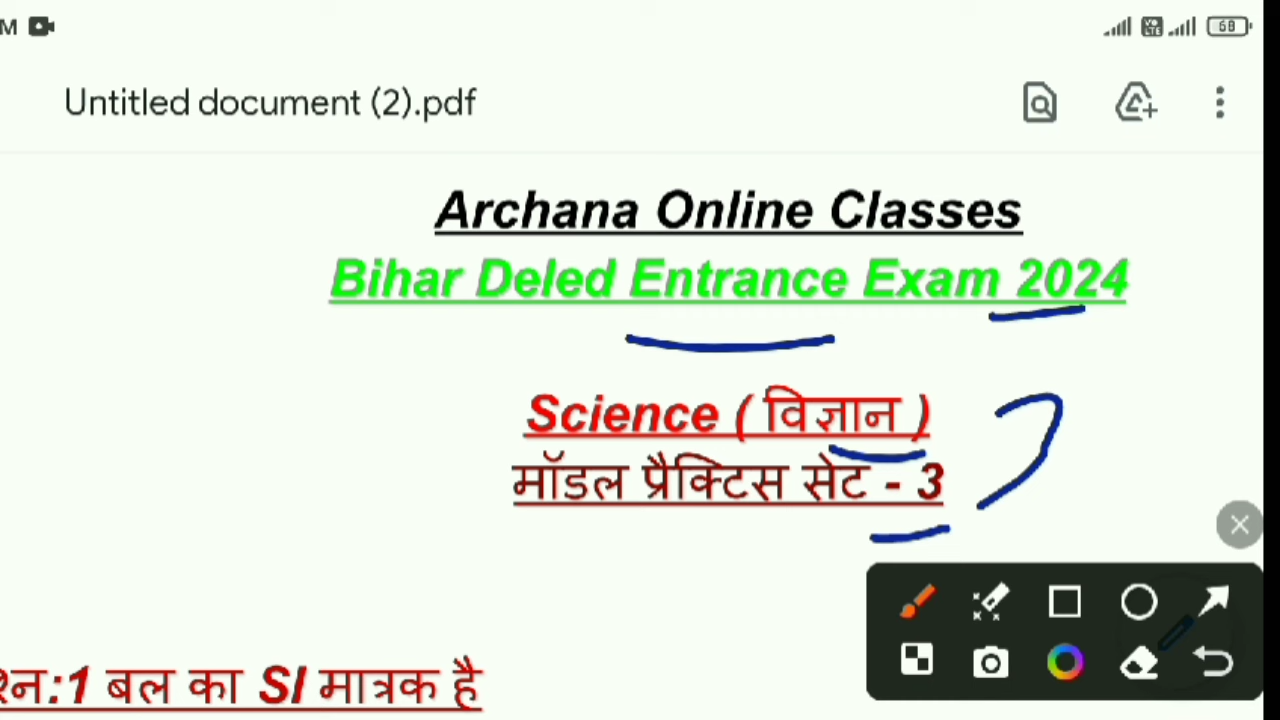 M
68
Untitled document (2).pdf
Archana Online Classes
Bihar Deled Entrance Exam 2024
Science ( विज्ञान )
मॉडल प्रैक्टिस सेट - 3
:1 बल का SI मात्रक है